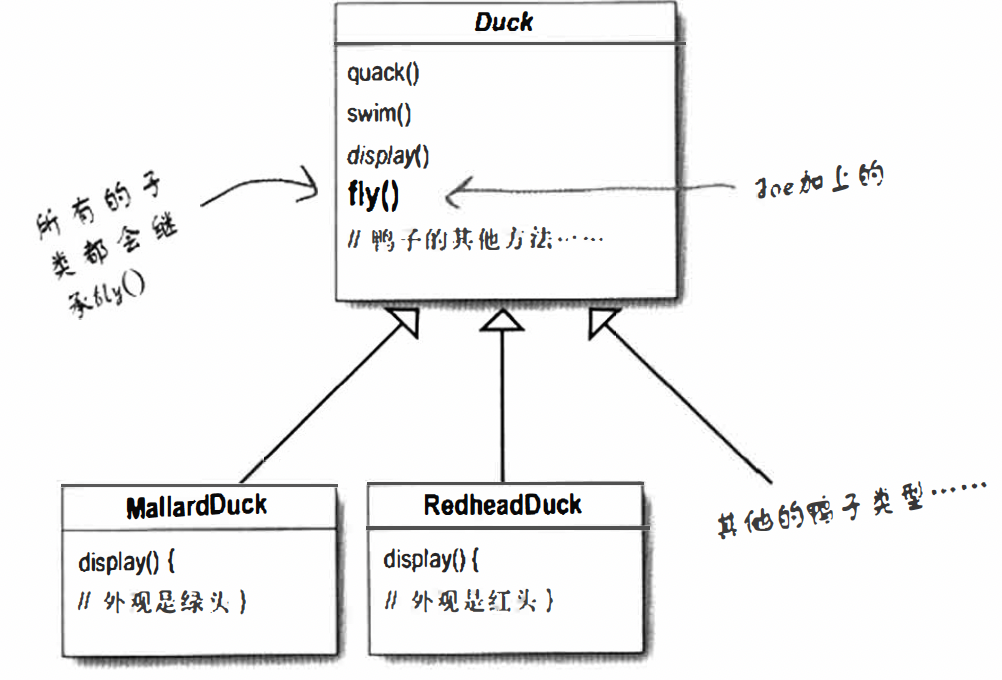 Duck
quack()
swim()
display()
fly()
// 鸭子的其他方法……
Joe加上的
所有的子
类都会继
承fly()
MallardDuck
display() {
// 外观是绿头 }
RedheadDuck
display() {
// 外观是红头 }
其他的鸭子类型……